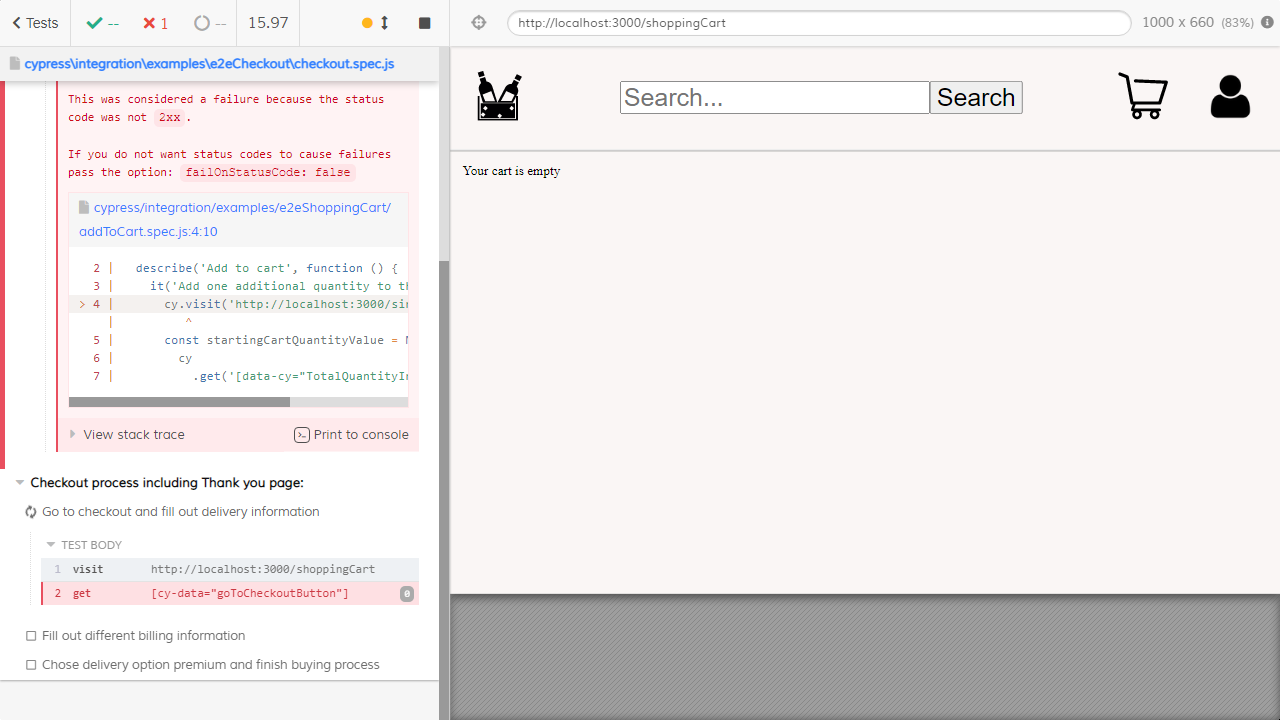 Tests
--
1
--
15.97
http://localhost:3000/shoppingCart
1000 x 660 (83%)
cypress\integration\examples\e2eCheckout\checkout.spec.js
This was considered a failure because the status
code was not 2xx.
If you do not want status codes to cause failures
pass the option: failOnStatusCode: false
cypress/integration/examples/e2eShoppingCart/
addToCart.spec.js:4:10
2 | describe('Add to cart', function () {
3 | it('Add one additional quantity to th
> 4 | cy.visit('http://localhost:3000/sin
| ^
5 | const startingCartQuantityValue = N
6 | cy
7 | .get('[data-cy="TotalQuantityIn
View stack trace
Print to console
Checkout process including Thank you page:
Go to checkout and fill out delivery information
TEST BODY
1 visit http://localhost:3000/shoppingCart
2 get [cy-data="goToCheckoutButton"] 0
Fill out different billing information
Chose delivery option premium and finish buying process
Search...
Search
Your cart is empty